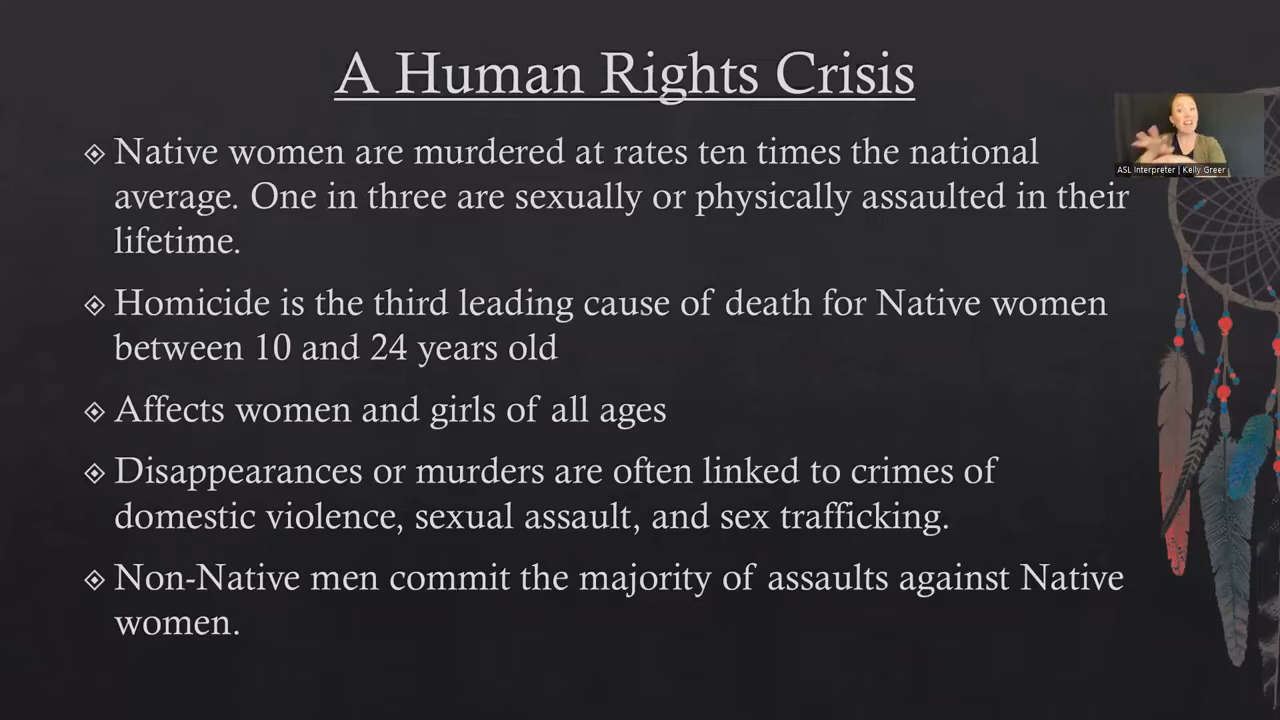 A Human Rights Crisis
Native women are murdered at rates ten times the national
average. One in three are sexually or physically assaulted in their
lifetime.
Homicide is the third leading cause of death for Native women
between 10 and 24 years old
Affects women and girls of all ages
Disappearances or murders are often linked to crimes of
domestic violence, sexual assault, and sex trafficking.
Non-Native men commit the majority of assaults against Native
women.
ASL Interpreter | Kelly Greer